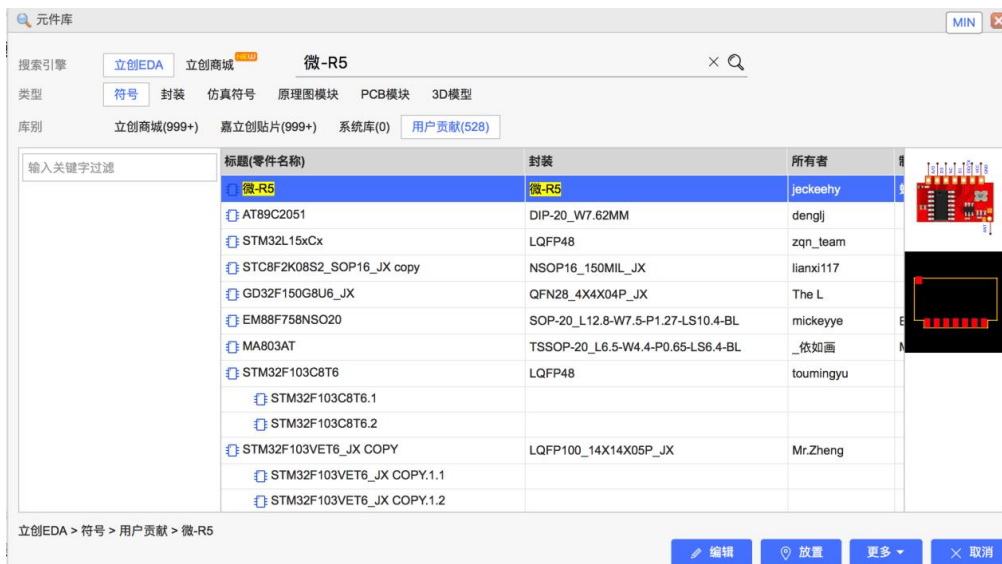 元件库 MIN
搜索引擎 立创EDA 立创商城 NEW 微-R5
类型 符号 封装 仿真符号 原理图模块 PCB模块 3D模型
库别 立创商城(999+) 嘉立创贴片(999+) 系统库(0) 用户贡献(528)
输入关键字过滤 标题(零件名称) 封装 所有者
微-R5 微-R5 jeckeehy
AT89C2051 DIP-20_W7.62MM denglj
STM32L15xCx LQFP48 zqn_team
STC8F2K08S2_SOP16_JX copy NSOP16_150MIL_JX lianxi117
GD32F150G8U6_JX QFN28_4X4X04P_JX The L
EM88F758NSO20 SOP-20_L12.8-W7.5-P1.27-LS10.4-BL mickeyye
MA803AT TSSOP-20_L6.5-W4.4-P0.65-LS6.4-BL _依如画
STM32F103C8T6 LQFP48 toumingyu
STM32F103C8T6.1
STM32F103C8T6.2
STM32F103VET6_JX COPY LQFP100_14X14X05P_JX Mr.Zheng
STM32F103VET6_JX COPY.1.1
STM32F103VET6_JX COPY.1.2
立创EDA > 符号 > 用户贡献 > 微-R5
编辑 放置 更多 取消